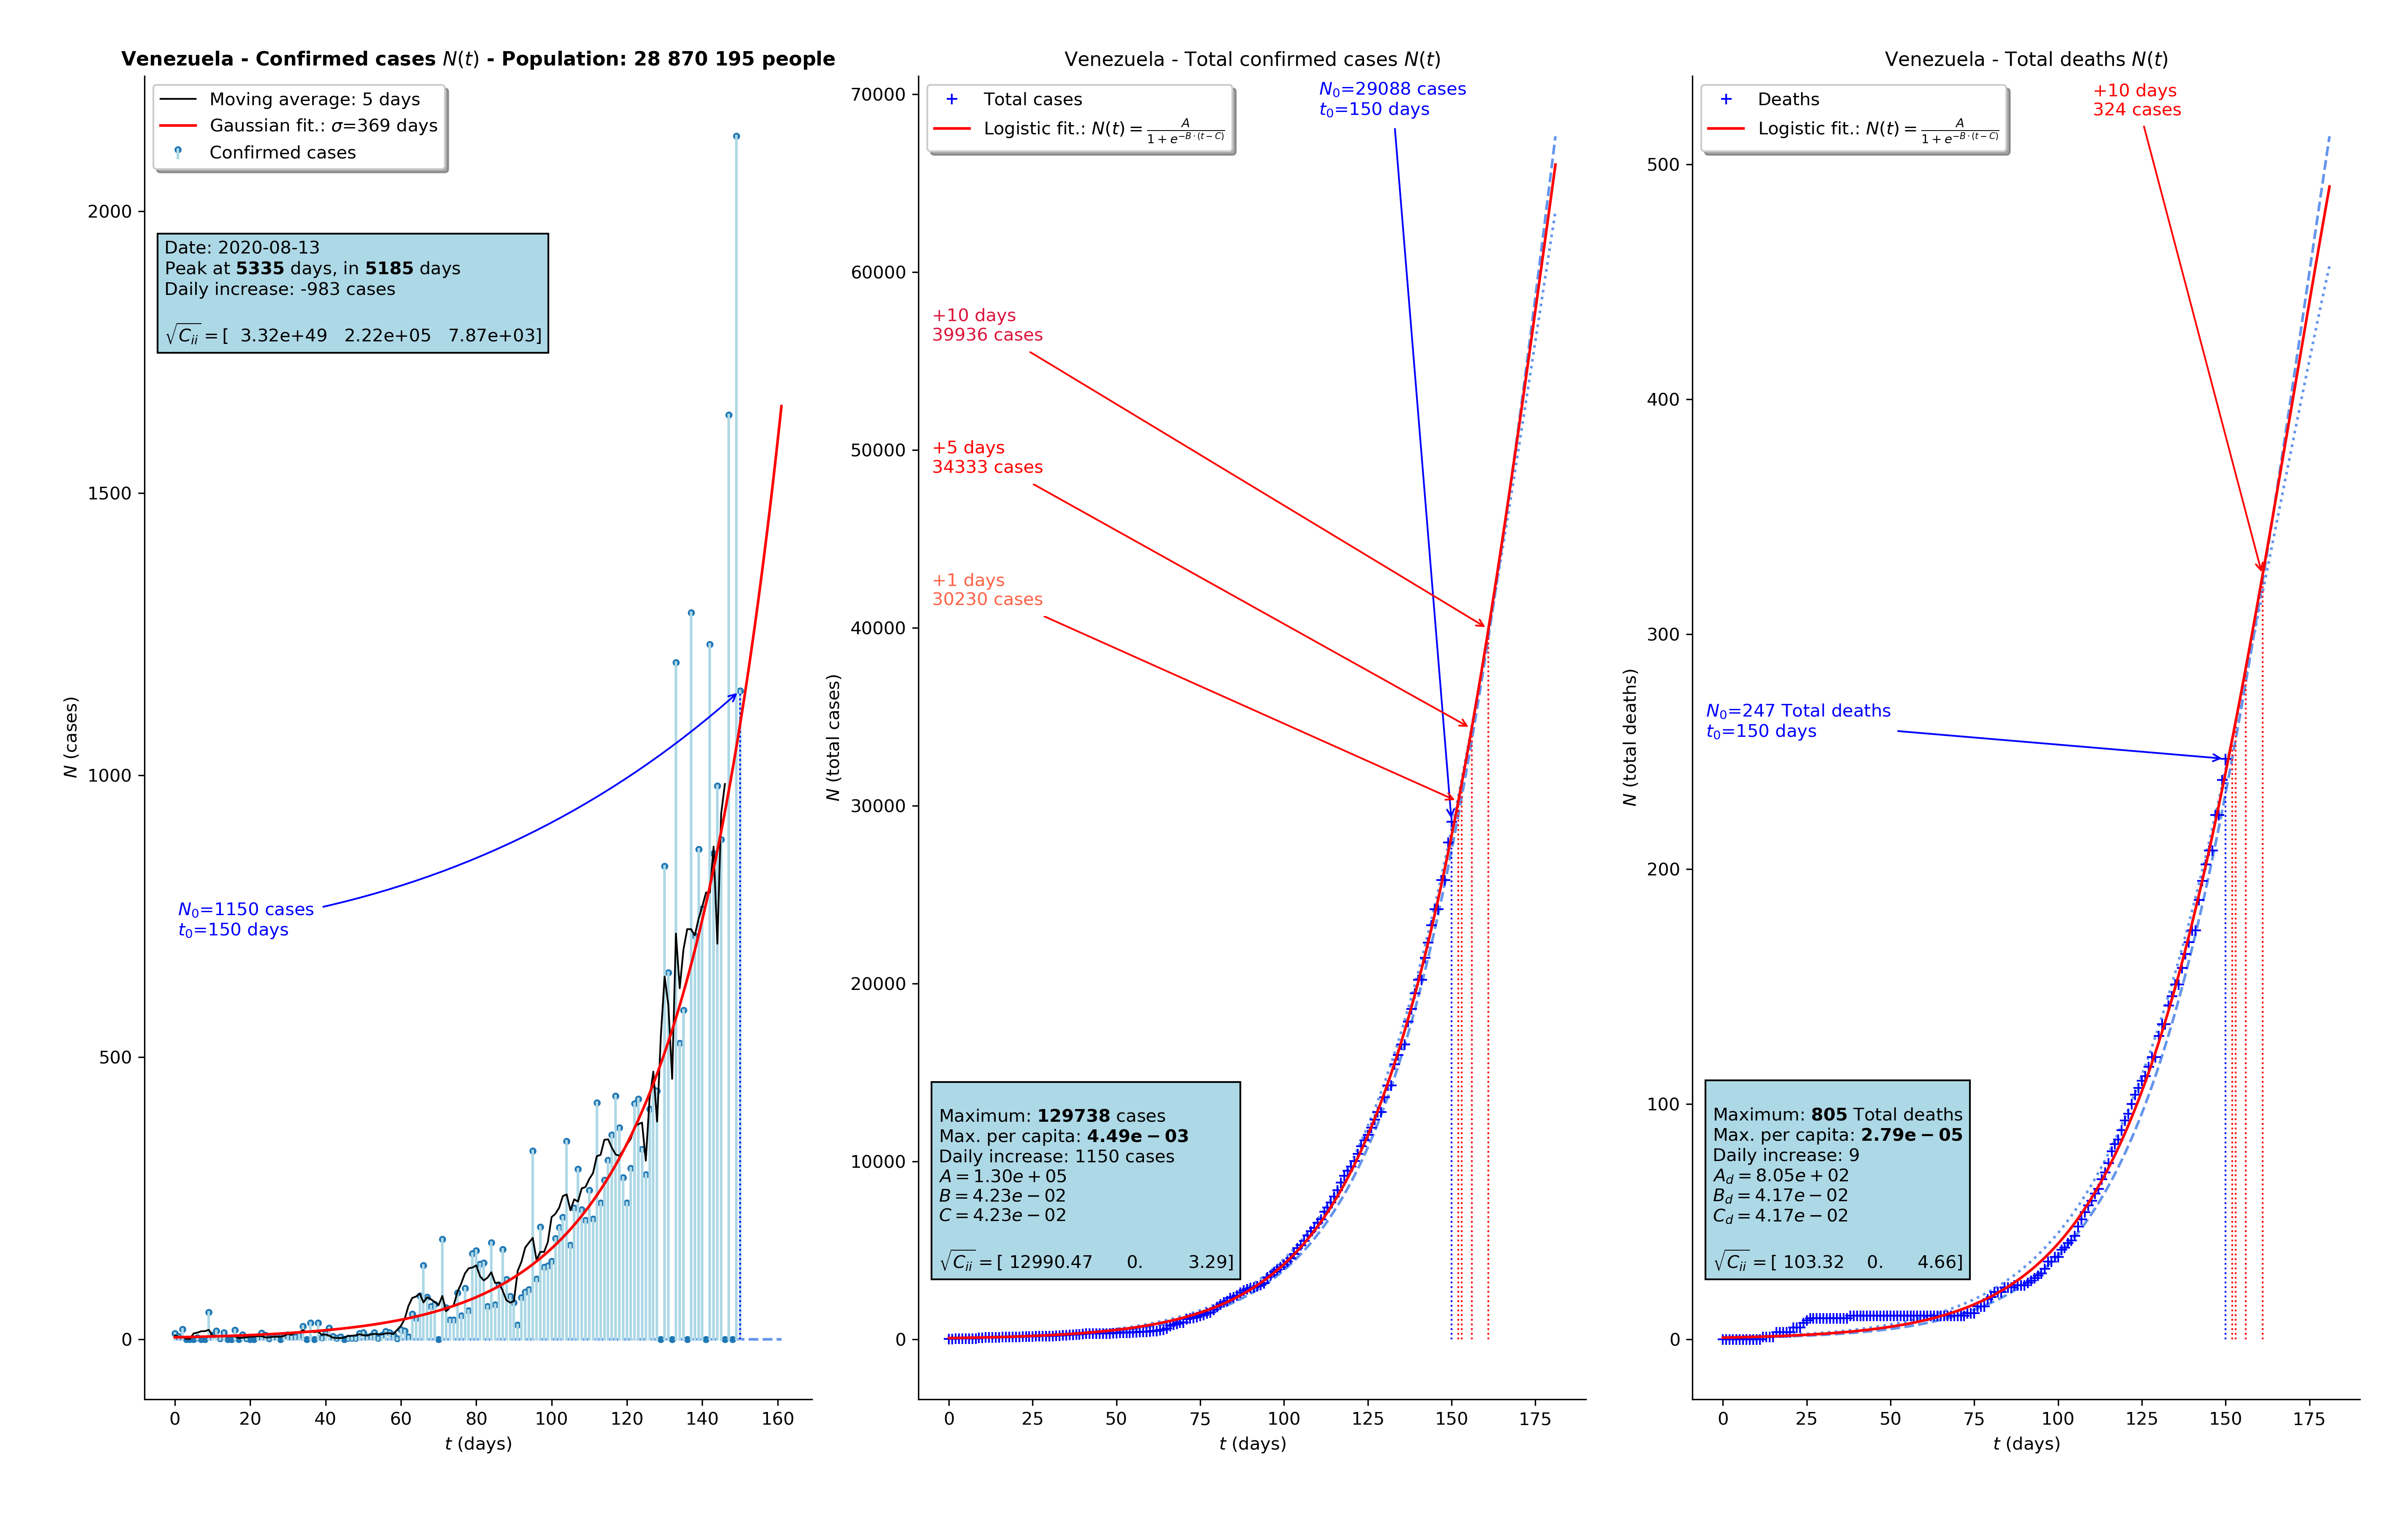 Venezuela - Confirmed cases N(t) - Population: 28 870 195 people
Moving average: 5 days
Gaussian fit.: σ=369 days
Confirmed cases
Date: 2020-08-13
Peak at 5335 days, in 5185 days
Daily increase: -983 cases
√C_ii = [ 3.32e+49 2.22e+05 7.87e+03]
N₀=1150 cases
t₀=150 days
N (cases)
2000
1500
1000
500
0
0 20 40 60 80 100 120 140 160
t (days)
Venezuela - Total confirmed cases N(t)
Total cases
Logistic fit.: N(t) = A / (1 + e^(−B·(t−C)))
N₀=29088 cases
t₀=150 days
+10 days
39936 cases
+5 days
34333 cases
+1 days
30230 cases
Maximum: 129738 cases
Max. per capita: 4.49e − 03
Daily increase: 1150 cases
A = 1.30e + 05
B = 4.23e − 02
C = 4.23e − 02
√C_ii = [ 12990.47 0. 3.29]
N (total cases)
70000
60000
50000
40000
30000
20000
10000
0
0 25 50 75 100 125 150 175
t (days)
Venezuela - Total deaths N(t)
Deaths
Logistic fit.: N(t) = A / (1 + e^(−B·(t−C)))
+10 days
324 cases
N₀=247 Total deaths
t₀=150 days
Maximum: 805 Total deaths
Max. per capita: 2.79e − 05
Daily increase: 9
A_d = 8.05e + 02
B_d = 4.17e − 02
C_d = 4.17e − 02
√C_ii = [ 103.32 0. 4.66]
N (total deaths)
500
400
300
200
100
0
0 25 50 75 100 125 150 175
t (days)